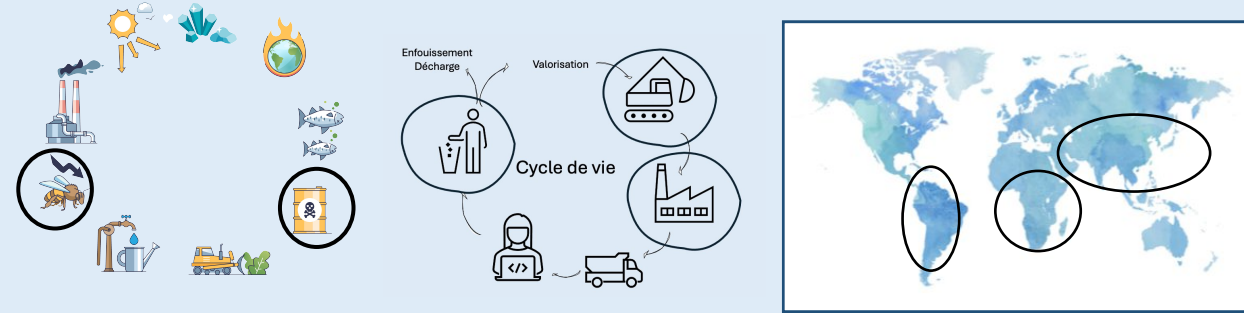 Enfouissement
Décharge
Valorisation
Cycle de vie
</>